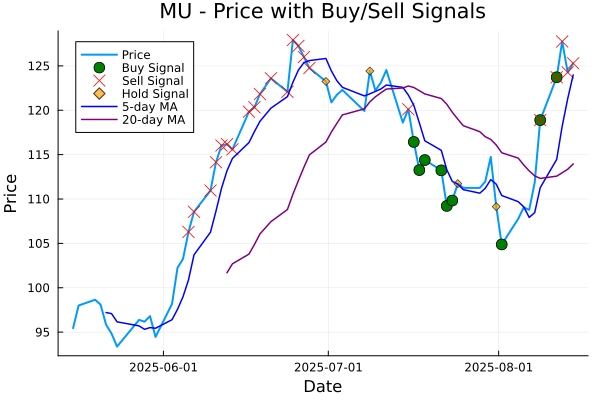 MU - Price with Buy/Sell Signals
Price
Buy Signal
Sell Signal
Hold Signal
5-day MA
20-day MA
125
120
115
110
105
100
95
Price
2025-06-01
2025-07-01
2025-08-01
Date